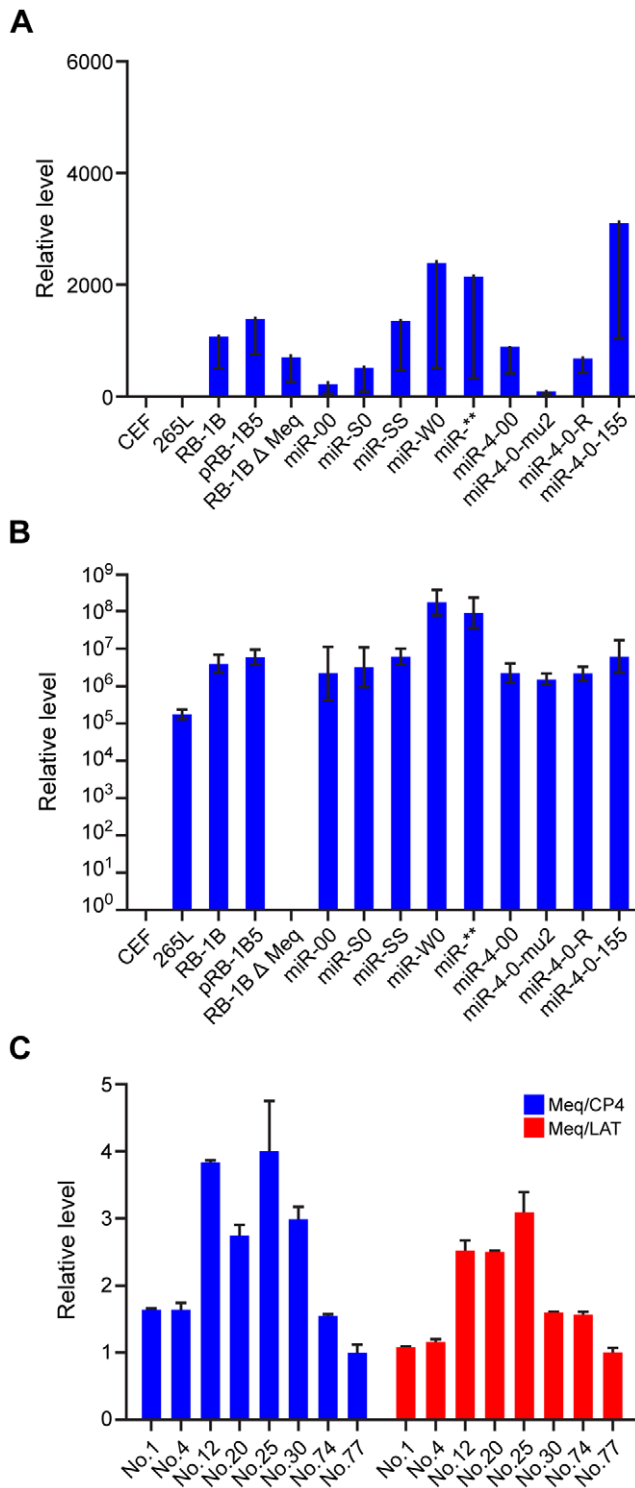 A
Relative level
6000
4000
2000
0
CEF
265L
RB-1B
pRB-1B5
RB-1B Δ Meq
miR-00
miR-S0
miR-SS
miR-W0
miR-**
miR-4-00
miR-4-0-mu2
miR-4-0-R
miR-4-0-155
B
Relative level
10⁹
10⁸
10⁷
10⁶
10⁵
10⁴
10³
10²
10¹
10⁰
CEF
265L
RB-1B
pRB-1B5
RB-1B Δ Meq
miR-00
miR-S0
miR-SS
miR-W0
miR-**
miR-4-00
miR-4-0-mu2
miR-4-0-R
miR-4-0-155
C
Relative level
5
4
3
2
1
0
Meq/CP4
Meq/LAT
No.1
No.4
No.12
No.20
No.25
No.30
No.74
No.77
No.1
No.4
No.12
No.20
No.25
No.30
No.74
No.77